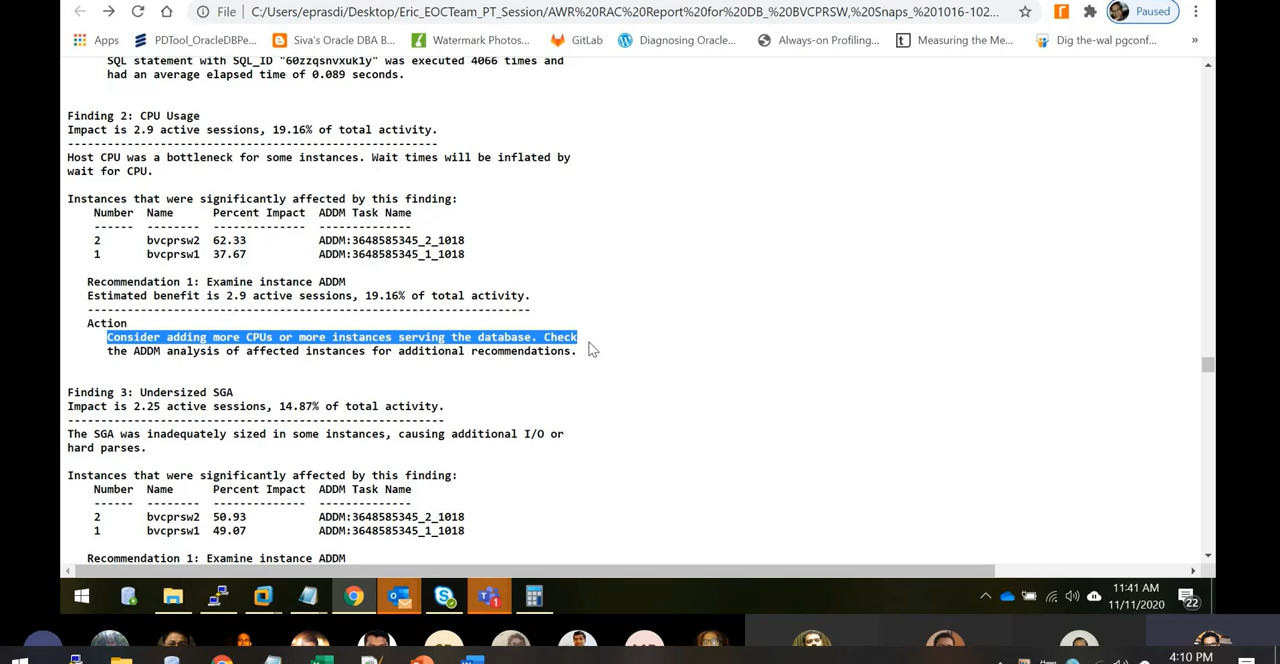 File | C:/Users/eprasdi/Desktop/Eric_EOCTeam_PT_Session/AWR%20RAC%20Report%20for%20DB_%20BVCPRSW,%20Snaps_%201016-102... Paused
Apps PDTool_OracleDBPe... Siva's Oracle DBA B... Watermark Photos... GitLab Diagnosing Oracle... Always-on Profiling... Measuring the Me... Dig the-wal pgconf... »
SQL statement with SQL_ID "60zzqsnvxuk1y" was executed 4066 times and
had an average elapsed time of 0.089 seconds.
Finding 2: CPU Usage
Impact is 2.9 active sessions, 19.16% of total activity.
---------------------------------------------------------
Host CPU was a bottleneck for some instances. Wait times will be inflated by
wait for CPU.
Instances that were significantly affected by this finding:
Number Name Percent Impact ADDM Task Name
------ -------- -------------- --------------
2 bvcprsw2 62.33 ADDM:3648585345_2_1018
1 bvcprsw1 37.67 ADDM:3648585345_1_1018
Recommendation 1: Examine instance ADDM
Estimated benefit is 2.9 active sessions, 19.16% of total activity.
-------------------------------------------------------------------
Action
Consider adding more CPUs or more instances serving the database. Check
the ADDM analysis of affected instances for additional recommendations.
Finding 3: Undersized SGA
Impact is 2.25 active sessions, 14.87% of total activity.
---------------------------------------------------------
The SGA was inadequately sized in some instances, causing additional I/O or
hard parses.
Instances that were significantly affected by this finding:
Number Name Percent Impact ADDM Task Name
------ -------- -------------- --------------
2 bvcprsw2 50.93 ADDM:3648585345_2_1018
1 bvcprsw1 49.07 ADDM:3648585345_1_1018
Recommendation 1: Examine instance ADDM
11:41 AM
11/11/2020
22
1
4:10 PM